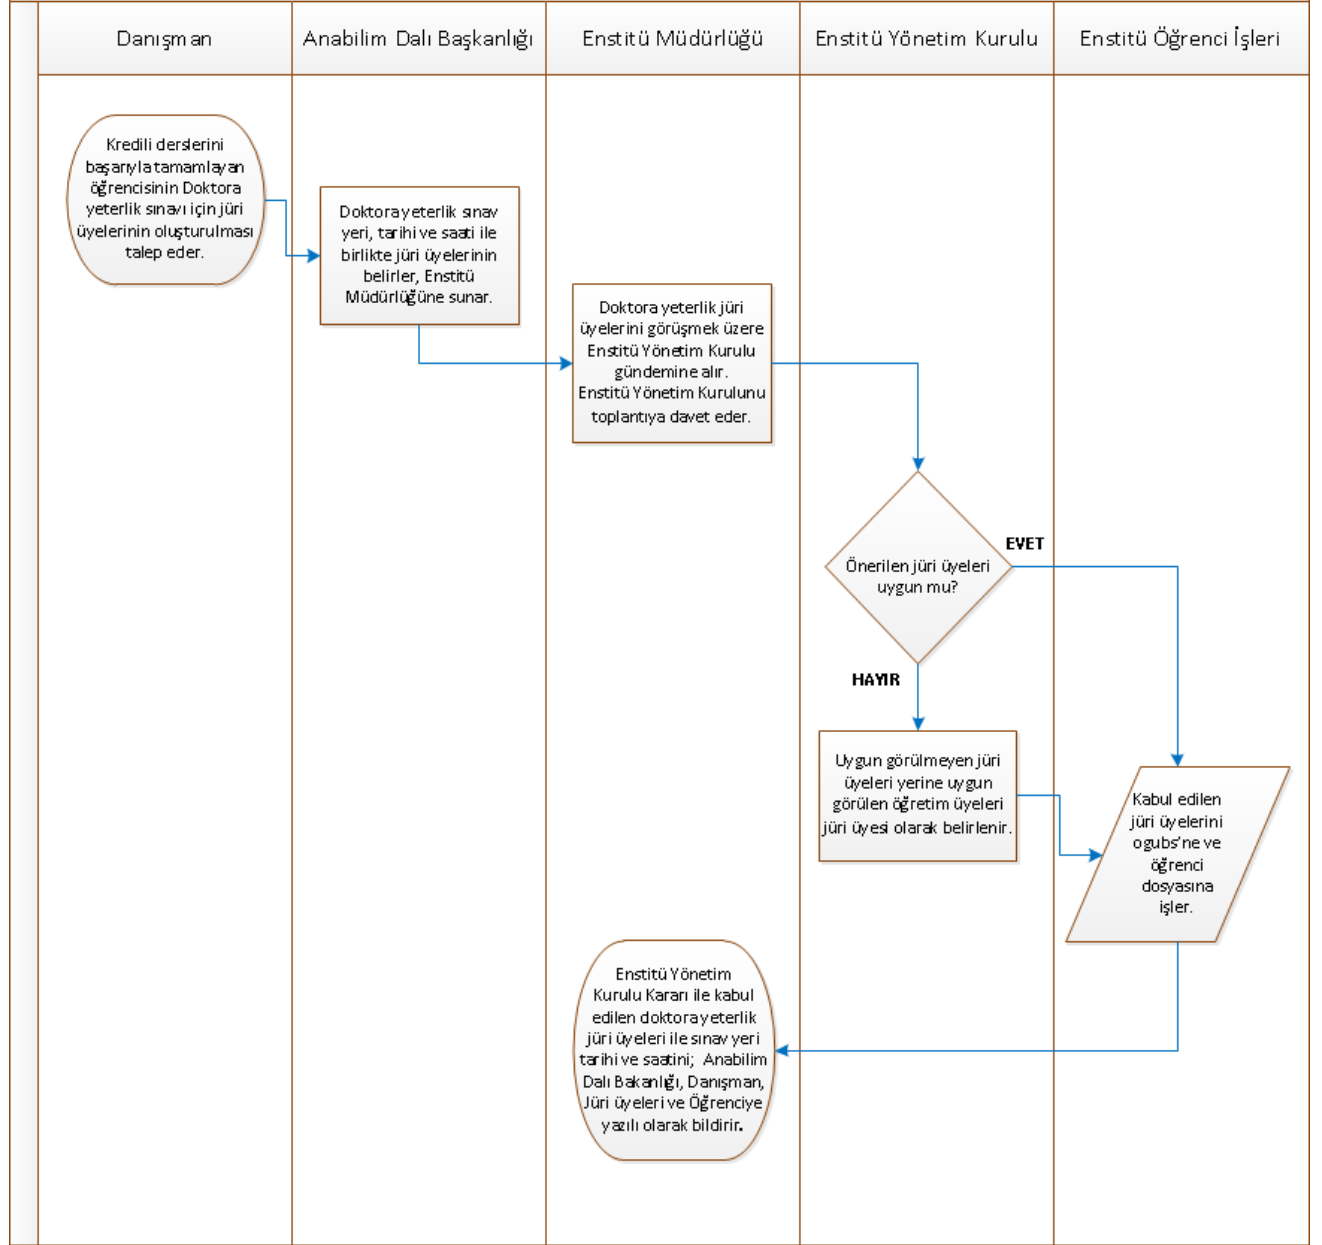 Danışman
Anabilim Dalı Başkanlığı
Enstitü Müdürlüğü
Enstitü Yönetim Kurulu
Enstitü Öğrenci İşleri
Kredili derslerini
başarıyla tamamlayan
öğrencisinin Doktora
yeterlik sınavı için jüri
üyelerinin oluşturulması
talep eder.
Doktora yeterlik sınav
yeri, tarihi ve saati ile
birlikte jüri üyelerinin
belirler, Enstitü
Müdürlüğüne sunar.
Doktora yeterlik jüri
üyelerini görüşmek üzere
Enstitü Yönetim Kurulu
gündemine alır.
Enstitü Yönetim Kurulunu
toplantıya davet eder.
Önerilen jüri üyeleri
uygun mu?
EVET
HAYIR
Uygun görülmeyen jüri
üyeleri yerine uygun
görülen öğretim üyeleri
jüri üyesi olarak belirlenir.
Kabul edilen
jüri üyelerini
ogubs'ne ve
öğrenci
dosyasına
işler.
Enstitü Yönetim
Kurulu Kararı ile kabul
edilen doktora yeterlik
jüri üyeleri ile sınav yeri
tarihi ve saatini; Anabilim
Dalı Bakanlığı, Danışman,
Jüri üyeleri ve Öğrenciye
yazılı olarak bildirir.